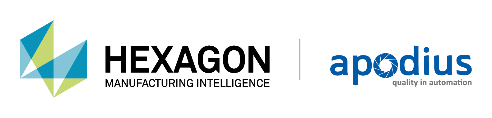 HEXAGON
MANUFACTURING INTELLIGENCE
apodius
quality in automation